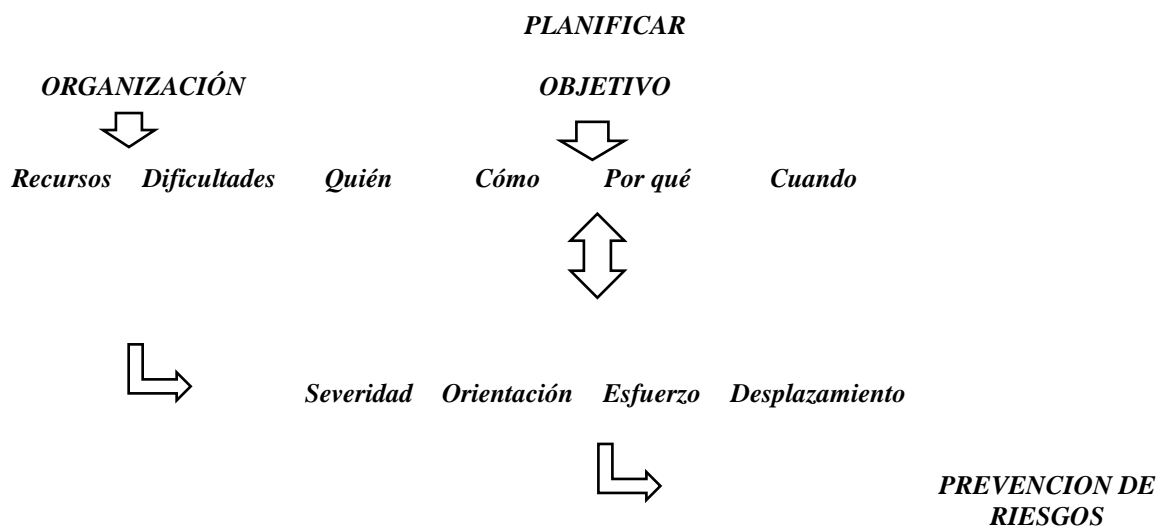 PLANIFICAR
ORGANIZACIÓN OBJETIVO
Recursos Dificultades Quién Cómo Por qué Cuando
Severidad Orientación Esfuerzo Desplazamiento
PREVENCION DE
RIESGOS